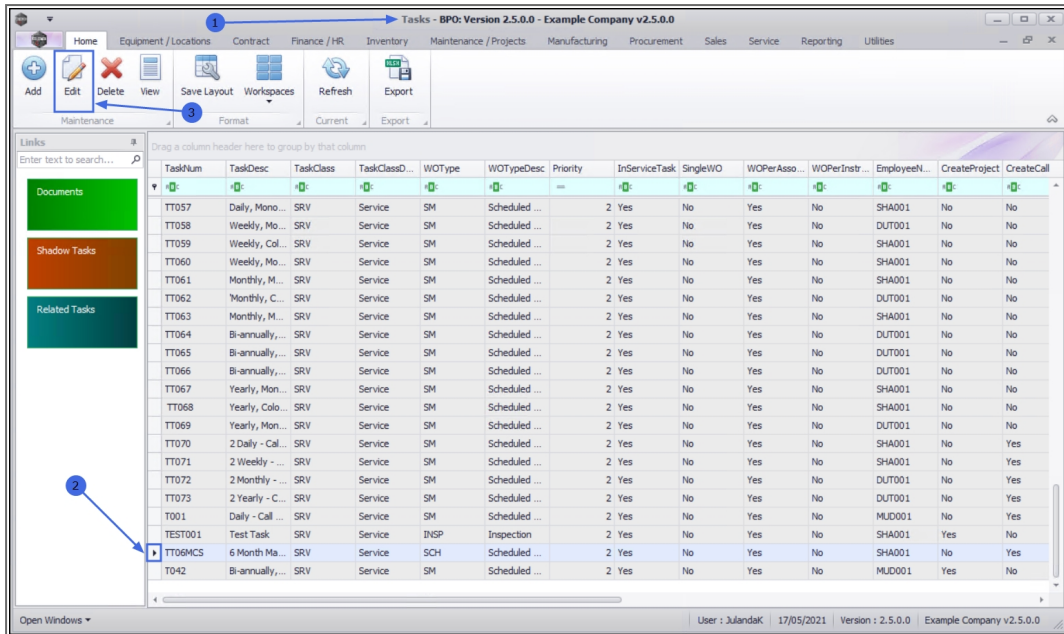 1
Tasks - BPO: Version 2.5.0.0 - Example Company v2.5.0.0
Home Equipment / Locations Contract Finance / HR Inventory Maintenance / Projects Manufacturing Procurement Sales Service Reporting Utilities
Add Edit Delete View Save Layout Workspaces Refresh Export
3
Maintenance Format Current Export
Links
Enter text to search...
Documents
Shadow Tasks
Related Tasks
2
Drag a column header here to group by that column
TaskNum TaskDesc TaskClass TaskClassD... WOType WOTypeDesc Priority InServiceTask SingleWO WOPerAsso... WOPerInstr... EmployeeN... CreateProject CreateCall
TT057 Daily, Mono... SRV Service SM Scheduled ... 2 Yes No Yes No SHA001 No No
TT058 Weekly, Mo... SRV Service SM Scheduled ... 2 Yes No Yes No DUT001 No No
TT059 Weekly, Col... SRV Service SM Scheduled ... 2 Yes No Yes No SHA001 No No
TT060 Weekly, Mo... SRV Service SM Scheduled ... 2 Yes No Yes No DUT001 No No
TT061 Monthly, M... SRV Service SM Scheduled ... 2 Yes No Yes No SHA001 No No
TT062 'Monthly, C... SRV Service SM Scheduled ... 2 Yes No Yes No DUT001 No No
TT063 Monthly, M... SRV Service SM Scheduled ... 2 Yes No Yes No SHA001 No No
TT064 Bi-annually,... SRV Service SM Scheduled ... 2 Yes No Yes No DUT001 No No
TT065 Bi-annually,... SRV Service SM Scheduled ... 2 Yes No Yes No DUT001 No No
TT066 Bi-annually,... SRV Service SM Scheduled ... 2 Yes No Yes No DUT001 No No
TT067 Yearly, Mon... SRV Service SM Scheduled ... 2 Yes No Yes No SHA001 No No
TT068 Yearly, Colo... SRV Service SM Scheduled ... 2 Yes No Yes No SHA001 No No
TT069 Yearly, Mon... SRV Service SM Scheduled ... 2 Yes No Yes No DUT001 No No
TT070 2 Daily - Cal... SRV Service SM Scheduled ... 2 Yes No Yes No SHA001 No Yes
TT071 2 Weekly - ... SRV Service SM Scheduled ... 2 Yes No Yes No SHA001 No Yes
TT072 2 Monthly - ... SRV Service SM Scheduled ... 2 Yes No Yes No DUT001 No Yes
TT073 2 Yearly - C... SRV Service SM Scheduled ... 2 Yes No Yes No DUT001 No Yes
T001 Daily - Call ... SRV Service SM Scheduled ... 2 Yes No Yes No MUD001 No Yes
TEST001 Test Task SRV Service INSP Inspection 2 Yes No Yes No SHA001 Yes No
TT06MCS 6 Month Ma... SRV Service SCH Scheduled ... 2 Yes No Yes No SHA001 No Yes
T042 Bi-annually,... SRV Service SM Scheduled ... 2 Yes No Yes No MUD001 Yes No
Open Windows User : JulandaK 17/05/2021 Version : 2.5.0.0 Example Company v2.5.0.0